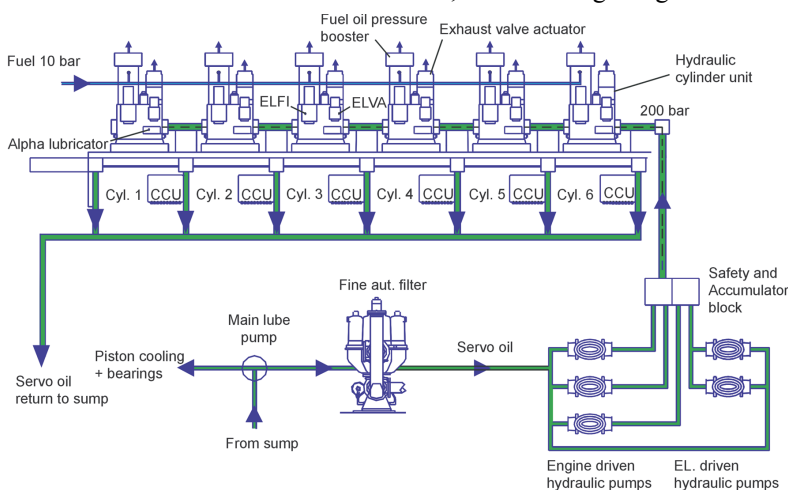 Fuel oil pressure
booster
Exhaust valve actuator
Fuel 10 bar
Hydraulic
cylinder unit
ELFI
ELVA
200 bar
Alpha lubricator
Cyl. 1
CCU
Cyl. 2
CCU
Cyl. 3
CCU
Cyl. 4
CCU
Cyl. 5
CCU
Cyl. 6
CCU
Safety and
Accumulator
block
Fine aut. filter
Main lube
pump
Servo oil
Piston cooling
+ bearings
Servo oil
return to sump
From sump
Engine driven
hydraulic pumps
EL. driven
hydraulic pumps